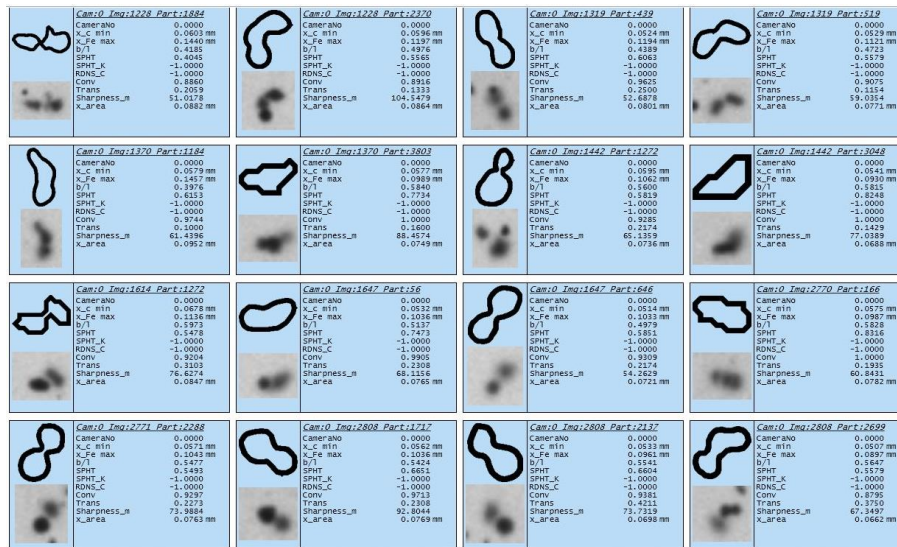 Cam:0 Img:1228 Part:1884
CameraNo 0.0000
x_c min 0.0603 mm
x_Fe max 0.1440 mm
b/l 0.4185
SPHT 0.4045
SPHT_K -1.0000
RDNS_C -1.0000
Conv 0.8860
Trans 0.2059
Sharpness_m 51.0178
x_area 0.0882 mm
Cam:0 Img:1228 Part:2370
CameraNo 0.0000
x_c min 0.0596 mm
x_Fe max 0.1197 mm
b/l 0.4976
SPHT 0.5565
SPHT_K -1.0000
RDNS_C -1.0000
Conv 0.8916
Trans 0.1333
Sharpness_m 104.5479
x_area 0.0864 mm
Cam:0 Img:1319 Part:439
CameraNo 0.0000
x_c min 0.0524 mm
x_Fe max 0.1194 mm
b/l 0.4389
SPHT 0.6063
SPHT_K -1.0000
RDNS_C -1.0000
Conv 0.9625
Trans 0.2500
Sharpness_m 52.6878
x_area 0.0801 mm
Cam:0 Img:1319 Part:519
CameraNo 0.0000
x_c min 0.0529 mm
x_Fe max 0.1121 mm
b/l 0.4723
SPHT 0.5579
SPHT_K -1.0000
RDNS_C -1.0000
Conv 0.9075
Trans 0.1154
Sharpness_m 59.0354
x_area 0.0771 mm
Cam:0 Img:1370 Part:1184
CameraNo 0.0000
x_c min 0.0579 mm
x_Fe max 0.1457 mm
b/l 0.3976
SPHT 0.6153
SPHT_K -1.0000
RDNS_C -1.0000
Conv 0.9744
Trans 0.1000
Sharpness_m 61.4396
x_area 0.0952 mm
Cam:0 Img:1370 Part:3803
CameraNo 0.0000
x_c min 0.0577 mm
x_Fe max 0.0989 mm
b/l 0.5840
SPHT 0.7734
SPHT_K -1.0000
RDNS_C -1.0000
Conv 1.0000
Trans 0.1600
Sharpness_m 88.4574
x_area 0.0749 mm
Cam:0 Img:1442 Part:1272
CameraNo 0.0000
x_c min 0.0595 mm
x_Fe max 0.1062 mm
b/l 0.5600
SPHT 0.5819
SPHT_K -1.0000
RDNS_C -1.0000
Conv 0.9285
Trans 0.2174
Sharpness_m 65.1359
x_area 0.0736 mm
Cam:0 Img:1442 Part:3048
CameraNo 0.0000
x_c min 0.0541 mm
x_Fe max 0.0930 mm
b/l 0.5815
SPHT 0.8248
SPHT_K -1.0000
RDNS_C -1.0000
Conv 1.0000
Trans 0.1429
Sharpness_m 77.0389
x_area 0.0688 mm
Cam:0 Img:1614 Part:1272
CameraNo 0.0000
x_c min 0.0678 mm
x_Fe max 0.1136 mm
b/l 0.5973
SPHT 0.5478
SPHT_K -1.0000
RDNS_C -1.0000
Conv 0.9204
Trans 0.3103
Sharpness_m 76.6274
x_area 0.0847 mm
Cam:0 Img:1647 Part:56
CameraNo 0.0000
x_c min 0.0532 mm
x_Fe max 0.1036 mm
b/l 0.5137
SPHT 0.7473
SPHT_K -1.0000
RDNS_C -1.0000
Conv 0.9905
Trans 0.2308
Sharpness_m 68.1156
x_area 0.0765 mm
Cam:0 Img:1647 Part:646
CameraNo 0.0000
x_c min 0.0514 mm
x_Fe max 0.1033 mm
b/l 0.4979
SPHT 0.5851
SPHT_K -1.0000
RDNS_C -1.0000
Conv 0.9309
Trans 0.2174
Sharpness_m 54.2629
x_area 0.0721 mm
Cam:0 Img:2770 Part:166
CameraNo 0.0000
x_c min 0.0575 mm
x_Fe max 0.0987 mm
b/l 0.5828
SPHT 0.8316
SPHT_K -1.0000
RDNS_C -1.0000
Conv 1.0000
Trans 0.1935
Sharpness_m 60.8431
x_area 0.0782 mm
Cam:0 Img:2771 Part:2288
CameraNo 0.0000
x_c min 0.0571 mm
x_Fe max 0.1043 mm
b/l 0.5477
SPHT 0.5493
SPHT_K -1.0000
RDNS_C -1.0000
Conv 0.9297
Trans 0.2273
Sharpness_m 73.9884
x_area 0.0763 mm
Cam:0 Img:2808 Part:1717
CameraNo 0.0000
x_c min 0.0562 mm
x_Fe max 0.1036 mm
b/l 0.5424
SPHT 0.6651
SPHT_K -1.0000
RDNS_C -1.0000
Conv 0.9713
Trans 0.2308
Sharpness_m 92.8044
x_area 0.0769 mm
Cam:0 Img:2808 Part:2137
CameraNo 0.0000
x_c min 0.0533 mm
x_Fe max 0.0961 mm
b/l 0.5541
SPHT 0.6604
SPHT_K -1.0000
RDNS_C -1.0000
Conv 0.9381
Trans 0.4211
Sharpness_m 73.7319
x_area 0.0698 mm
Cam:0 Img:2808 Part:2699
CameraNo 0.0000
x_c min 0.0507 mm
x_Fe max 0.0897 mm
b/l 0.5647
SPHT 0.5579
SPHT_K -1.0000
RDNS_C -1.0000
Conv 0.8795
Trans 0.3750
Sharpness_m 67.3497
x_area 0.0662 mm